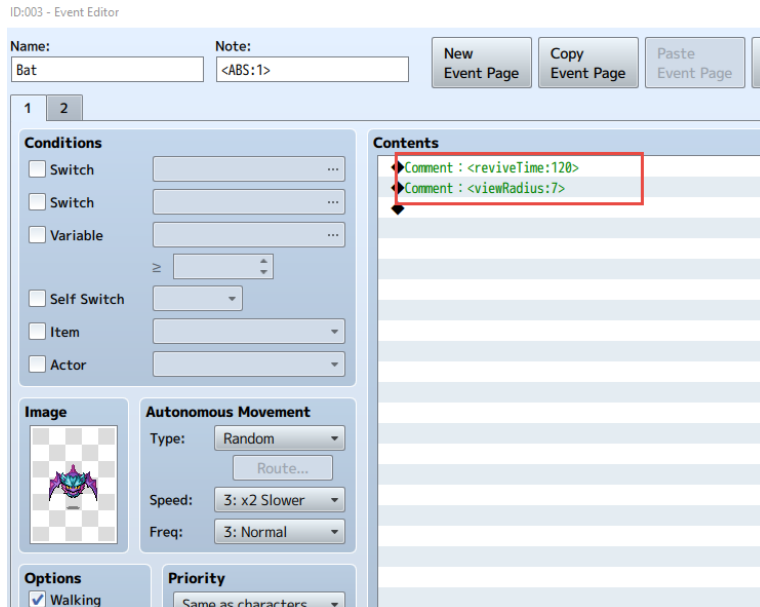 ID:003 - Event Editor
Name:
Note:
Bat
<ABS:1>
New
Event Page
Copy
Event Page
Paste
Event Page
1
2
Conditions
Switch
...
Switch
...
Variable
...
≥
Self Switch
Item
Actor
Contents
◆Comment：<reviveTime:120>
◆Comment：<viewRadius:7>
◆
Image
Autonomous Movement
Type:
Random
Route...
Speed:
3: x2 Slower
Freq:
3: Normal
Options
Walking
Priority
Same as characters